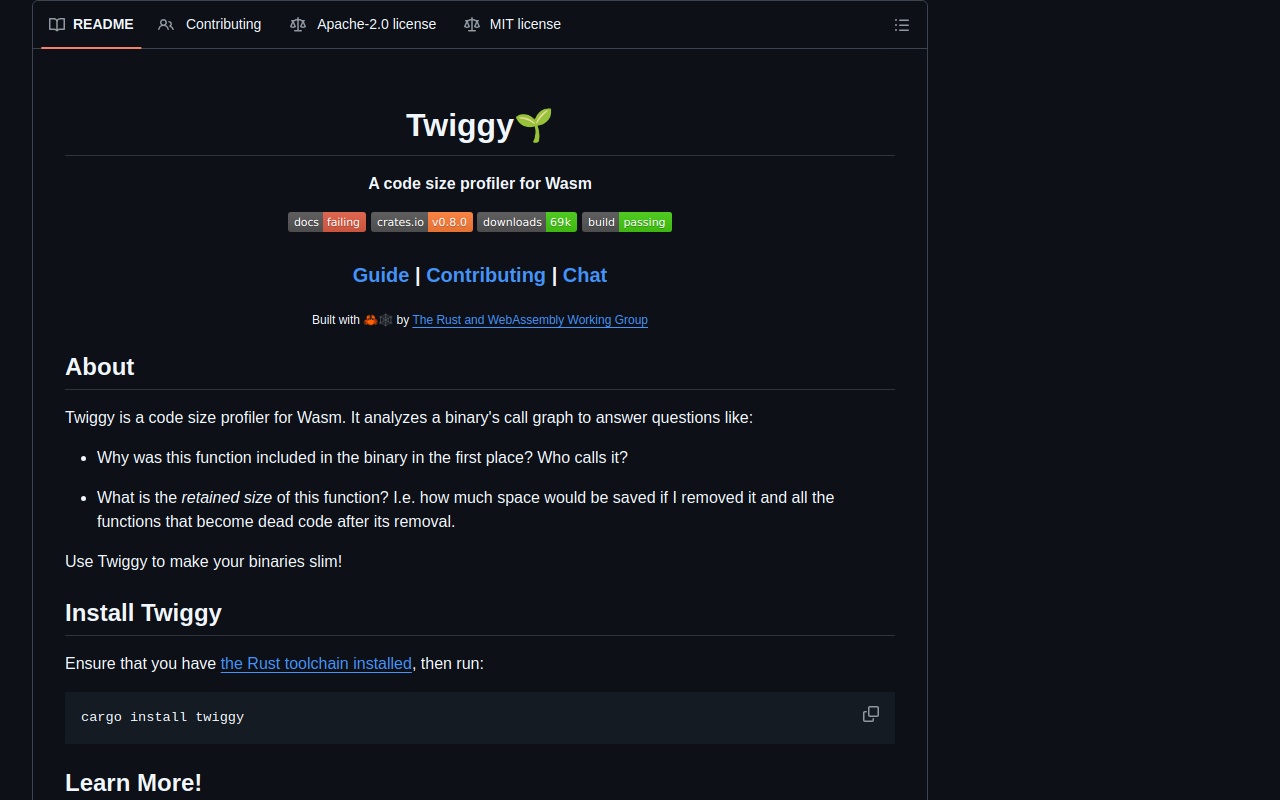 README Contributing Apache-2.0 license MIT license
Twiggy🌱
A code size profiler for Wasm
docs failing crates.io v0.8.0 downloads 69k build passing
Guide | Contributing | Chat
Built with 🦀🕸 by The Rust and WebAssembly Working Group
About
Twiggy is a code size profiler for Wasm. It analyzes a binary's call graph to answer questions like:
• Why was this function included in the binary in the first place? Who calls it?
• What is the retained size of this function? I.e. how much space would be saved if I removed it and all the
functions that become dead code after its removal.
Use Twiggy to make your binaries slim!
Install Twiggy
Ensure that you have the Rust toolchain installed, then run:
cargo install twiggy
Learn More!